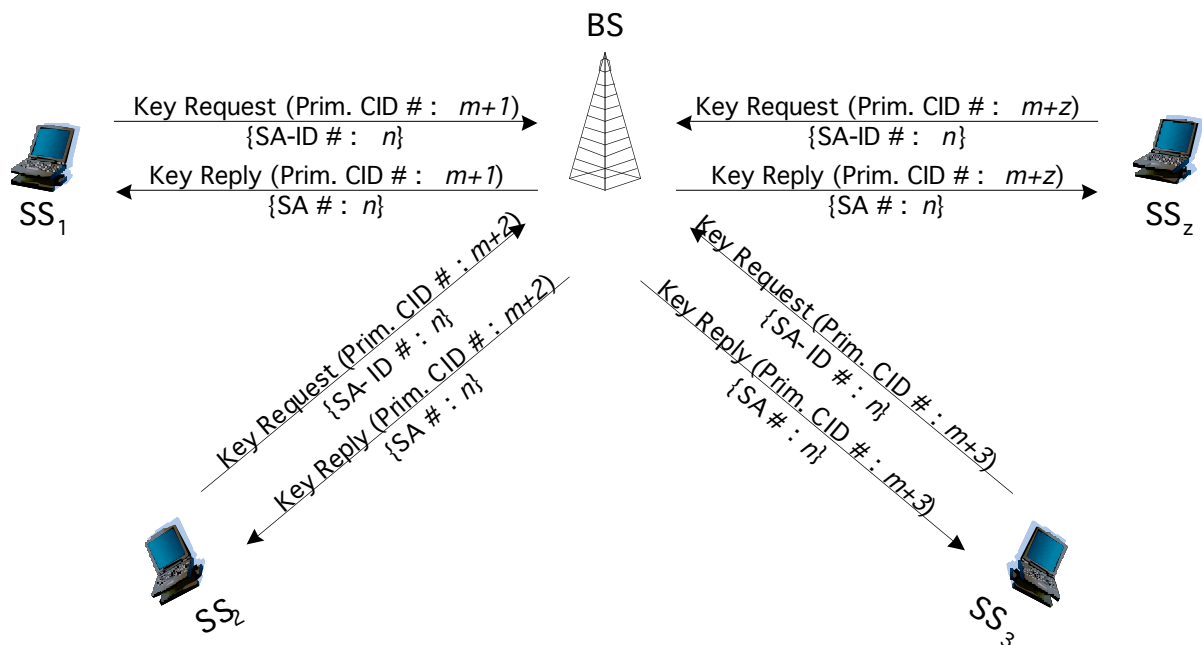 BS
Key Request (Prim. CID # : m+1)
{SA-ID # : n}
Key Reply (Prim. CID # : m+1)
{SA # : n}
SS1
Key Request (Prim. CID # : m+z)
{SA-ID # : n}
Key Reply (Prim. CID # : m+z)
{SA # : n}
SSz
Key Request (Prim. CID # : m+2)
{SA- ID # : n}
Key Reply (Prim. CID # : m+2)
{SA # : n}
SS2
Key Request (Prim. CID # : m+3)
{SA- ID # : n}
Key Reply (Prim. CID # : m+3)
{SA # : n}
SS3